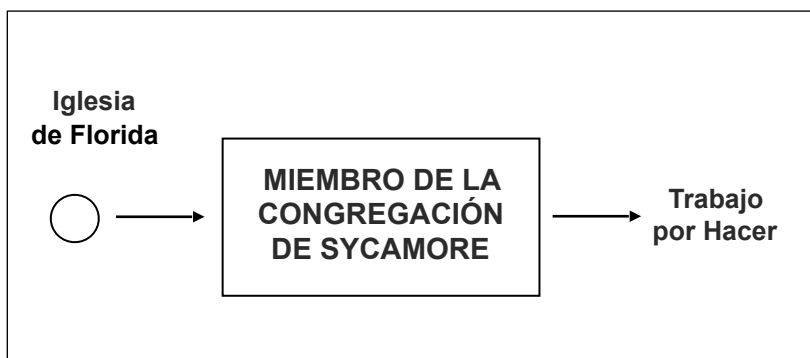 Iglesia
de Florida
MIEMBRO DE LA
CONGREGACIÓN
DE SYCAMORE
Trabajo
por Hacer